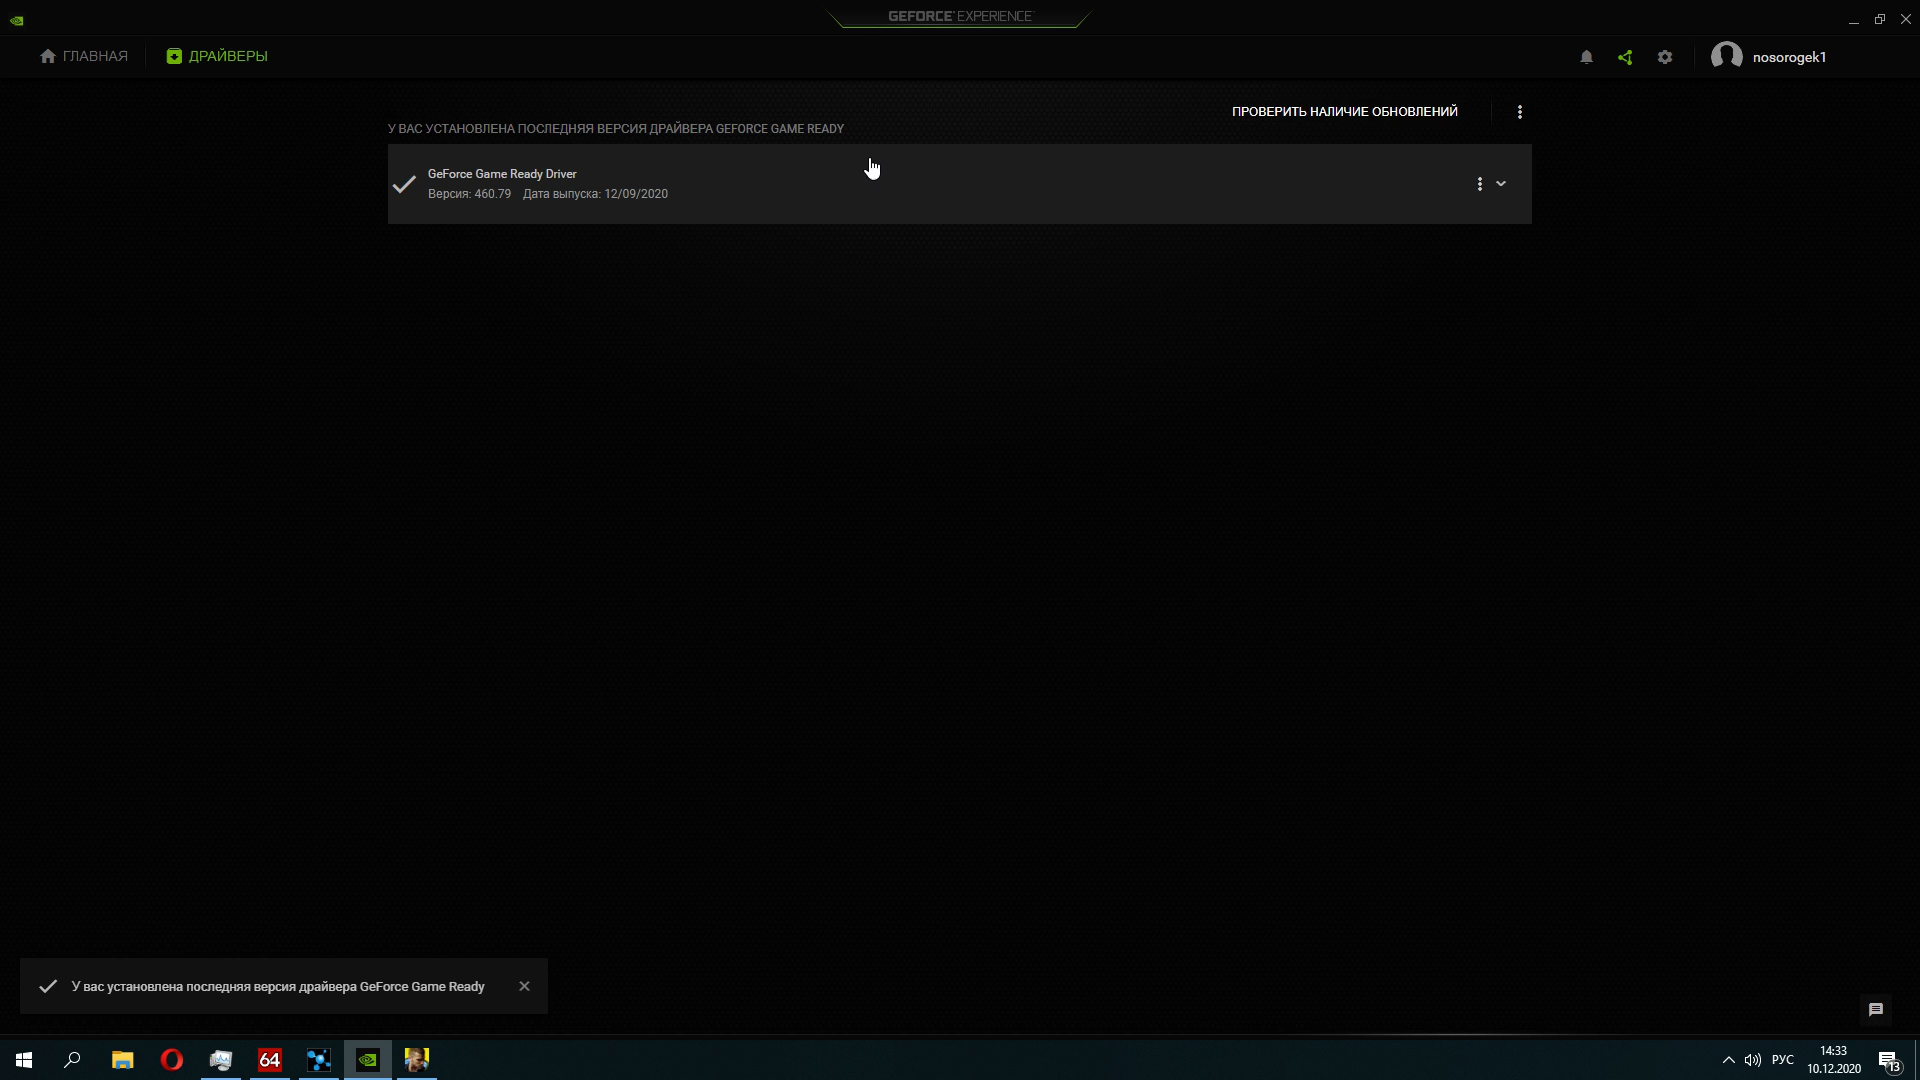 GEFORCE EXPERIENCE
ГЛАВНАЯ
ДРАЙВЕРЫ
nosorogek1
ПРОВЕРИТЬ НАЛИЧИЕ ОБНОВЛЕНИЙ
У ВАС УСТАНОВЛЕНА ПОСЛЕДНЯЯ ВЕРСИЯ ДРАЙВЕРА GEFORCE GAME READY
GeForce Game Ready Driver
Версия: 460.79 Дата выпуска: 12/09/2020
У вас установлена последняя версия драйвера GeForce Game Ready
64
РУС
14:33
10.12.2020
13